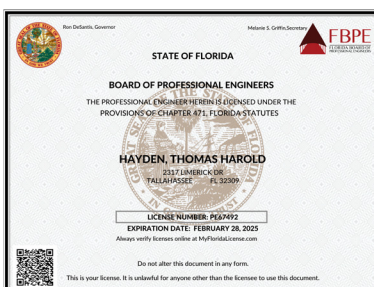 Ron DeSantis, Governor
Melanie S. Griffin,Secretary
FBPE
FLORIDA BOARD OF
PROFESSIONAL ENGINEERS
STATE OF FLORIDA
BOARD OF PROFESSIONAL ENGINEERS
THE PROFESSIONAL ENGINEER HEREIN IS LICENSED UNDER THE
PROVISIONS OF CHAPTER 471, FLORIDA STATUTES
HAYDEN, THOMAS HAROLD
2317 LIMERICK DR
TALLAHASSEE FL 32309
LICENSE NUMBER: PE67492
EXPIRATION DATE: FEBRUARY 28, 2025
Always verify licenses online at MyFloridaLicense.com
Do not alter this document in any form.
This is your license. It is unlawful for anyone other than the licensee to use this document.